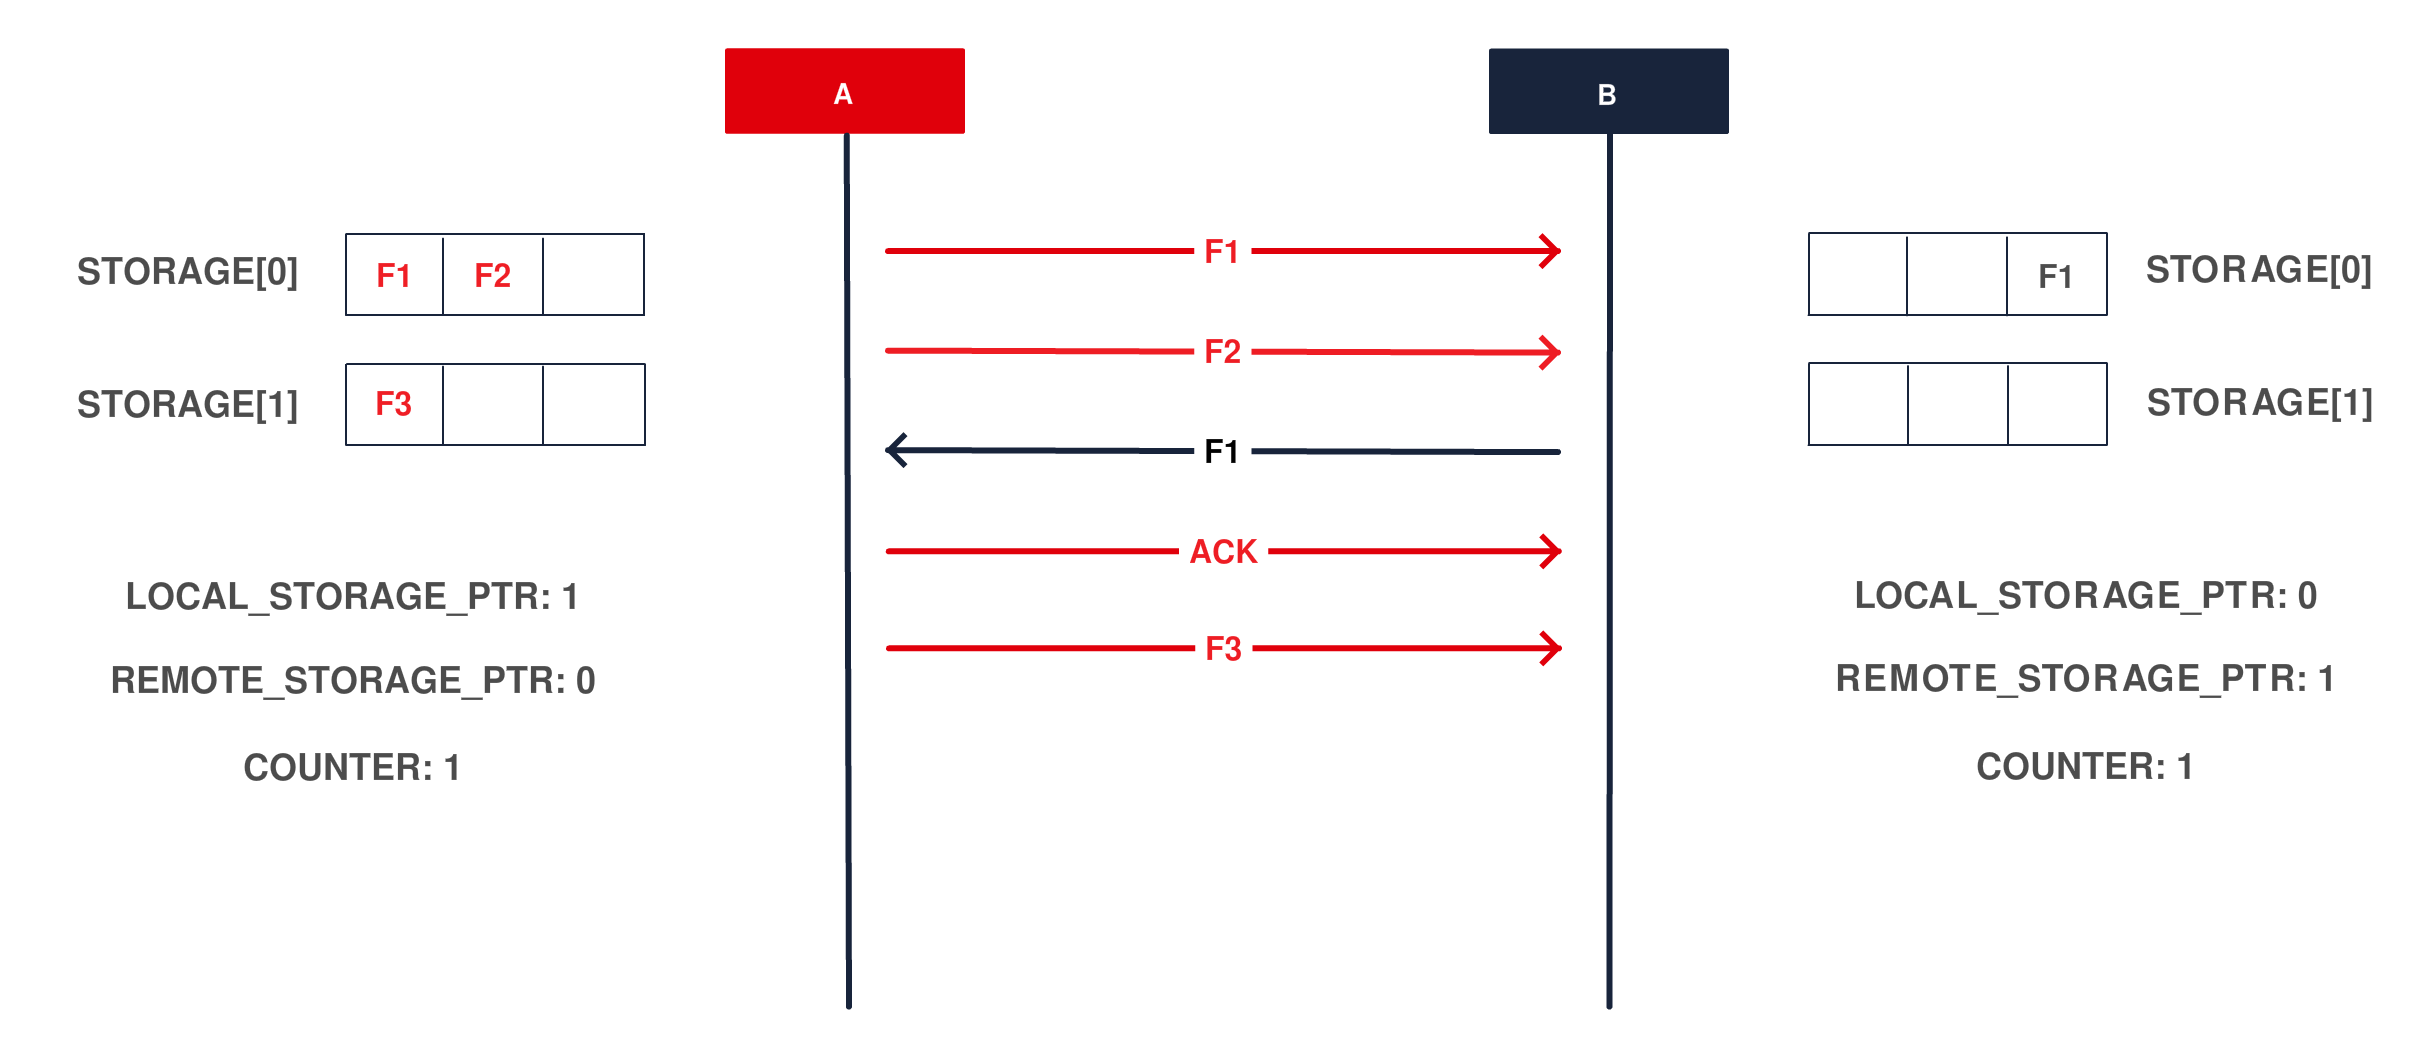 A
B
STORAGE[0]
F1
F2
F1
F1
STORAGE[0]
F2
STORAGE[1]
F3
STORAGE[1]
F1
ACK
LOCAL_STORAGE_PTR: 1
LOCAL_STORAGE_PTR: 0
F3
REMOTE_STORAGE_PTR: 0
REMOTE_STORAGE_PTR: 1
COUNTER: 1
COUNTER: 1